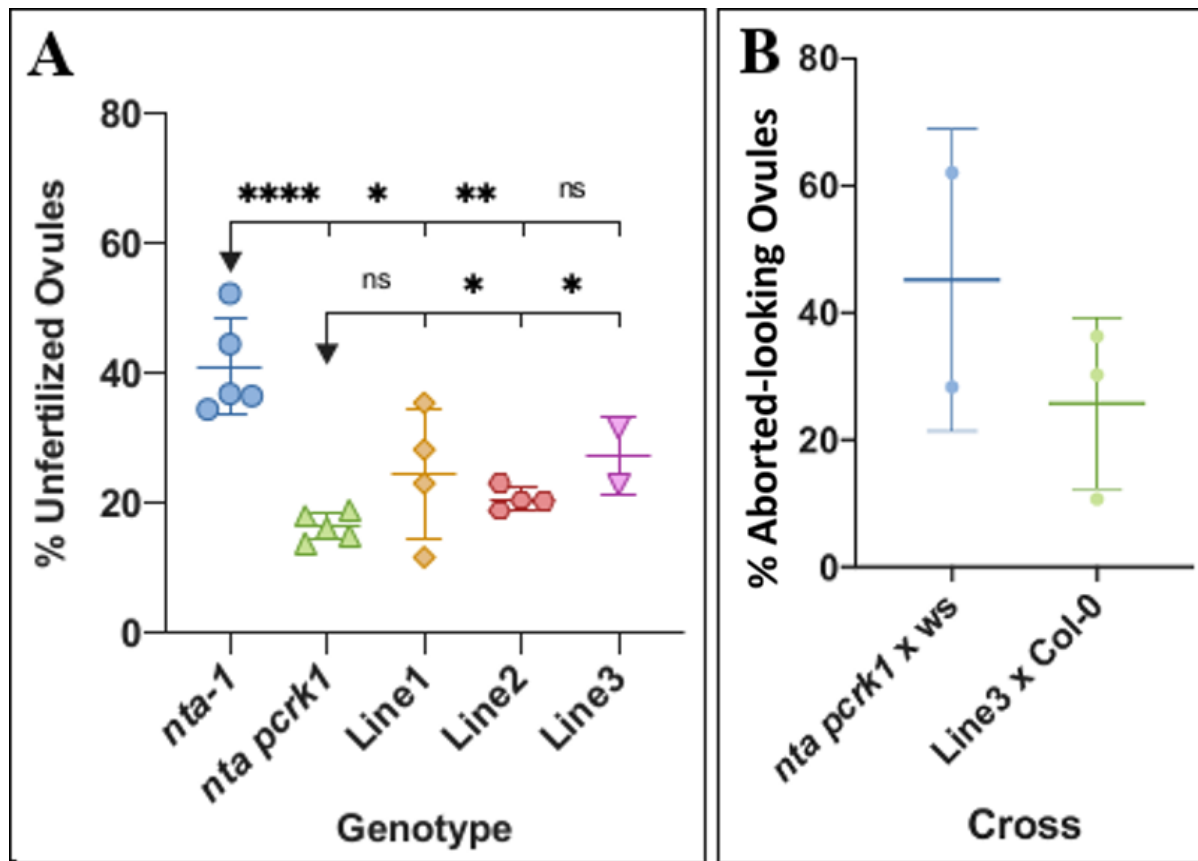 A
% Unfertilized Ovules
80
60
40
20
0
**** * ** ns
ns * *
nta-1
nta pcrk1
Line1
Line2
Line3
Genotype
B
% Aborted-looking Ovules
80
60
40
20
0
nta pcrk1 x ws
Line3 x Col-0
Cross